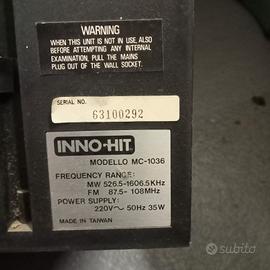 WARNING
WHEN THIS UNIT IS NOT IN USE, ALSO
BEFORE ATTEMPTING ANY INTERNAL
EXAMINATION, PULL THE MAINS
PLUG OUT OF THE WALL SOCKET.
SERIAL NO.
63100292
INNO-HIT®
MODELLO MC-1036
FREQUENCY RANGE:
MW 526.5-1606.5KHz
FM 87.5- 108MHz
POWER SUPPLY:
220V~ 50Hz 35W
MADE IN TAIWAN
subito